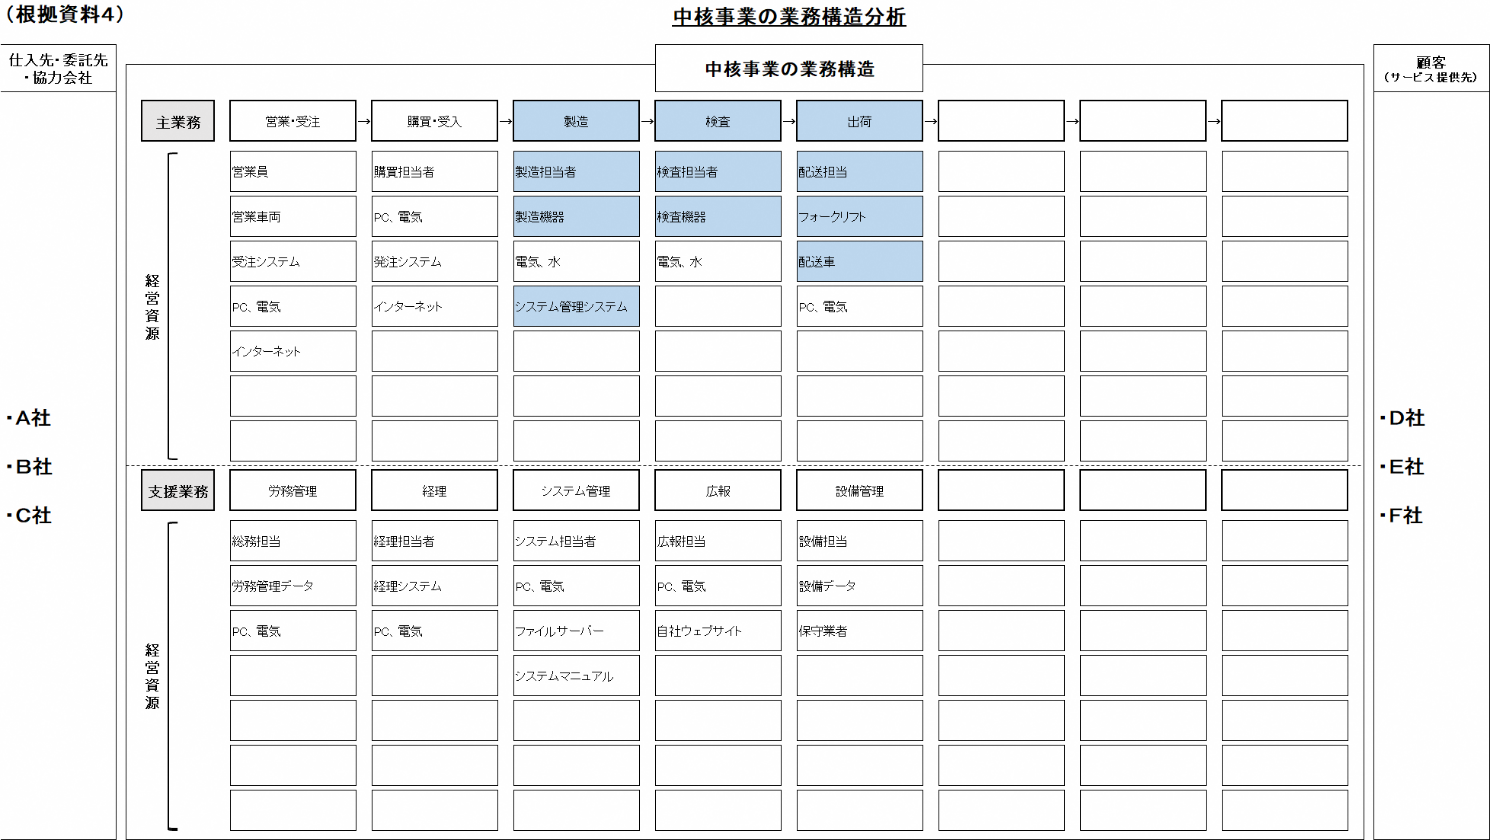 （根拠資料4）
中核事業の業務構造分析
仕入先・委託先
・協力会社
中核事業の業務構造
顧客
（サービス提供先）
主業務
営業・受注
→
購買・受入
→
製造
→
検査
→
出荷
→
→
→
経営資源
営業員
購買担当者
製造担当者
検査担当者
配送担当
営業車両
PC、電気
製造機器
検査機器
フォークリフト
受注システム
発注システム
電気、水
電気、水
配送車
PC、電気
インターネット
システム管理システム
PC、電気
インターネット
・A社
・B社
・C社
・D社
・E社
・F社
支援業務
労務管理
経理
システム管理
広報
設備管理
経営資源
総務担当
経理担当者
システム担当者
広報担当
設備担当
労務管理データ
経理システム
PC、電気
PC、電気
設備データ
PC、電気
PC、電気
ファイルサーバー
自社ウェブサイト
保守業者
システムマニュアル